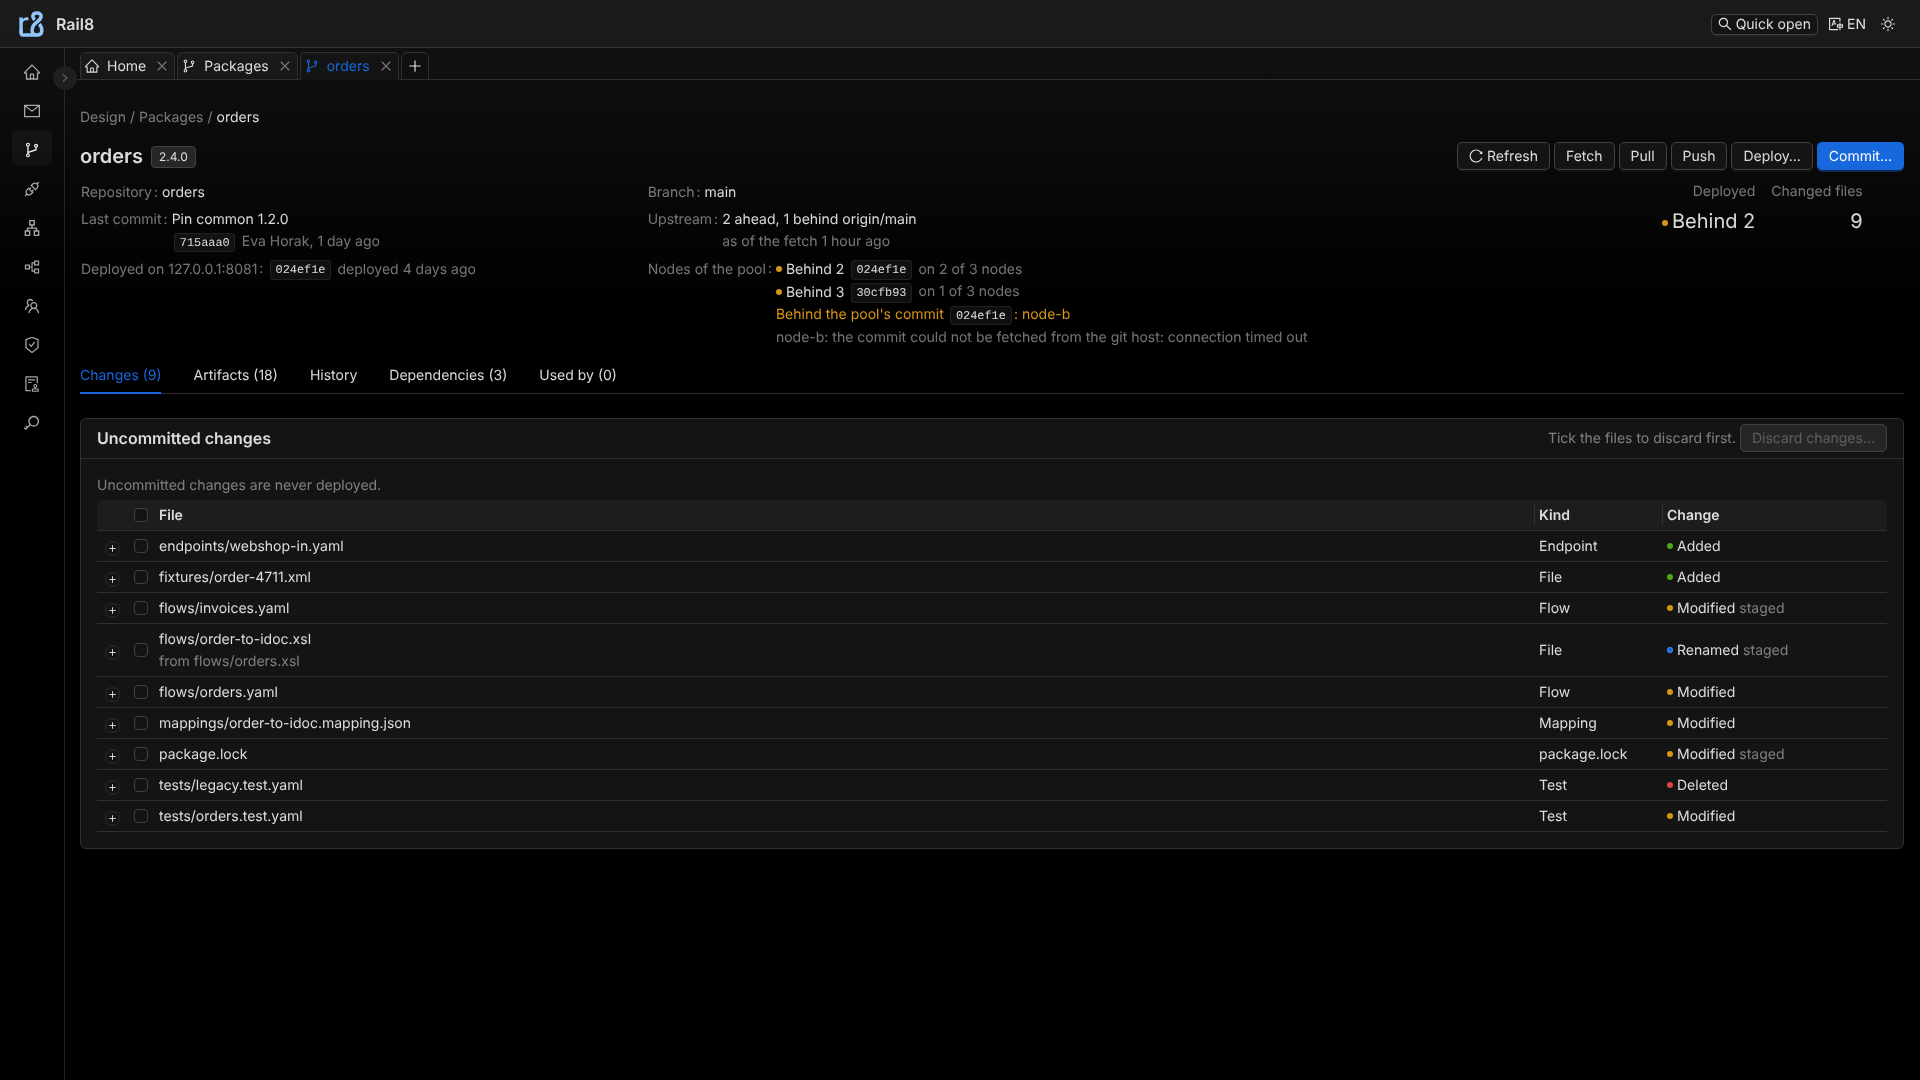 Rail8
Quick open
EN
Home
Packages
orders
Design / Packages / orders
orders 2.4.0
Refresh
Fetch
Pull
Push
Deploy...
Commit...
Repository: orders
Branch: main
Deployed
Changed files
Last commit: Pin common 1.2.0
Upstream: 2 ahead, 1 behind origin/main
Behind 2
9
715aaa0 Eva Horak, 1 day ago
as of the fetch 1 hour ago
Deployed on 127.0.0.1:8081: 024ef1e deployed 4 days ago
Nodes of the pool: Behind 2 024ef1e on 2 of 3 nodes
Behind 3 30cfb93 on 1 of 3 nodes
Behind the pool's commit 024ef1e : node-b
node-b: the commit could not be fetched from the git host: connection timed out
Changes (9)
Artifacts (18)
History
Dependencies (3)
Used by (0)
Uncommitted changes
Tick the files to discard first.
Discard changes...
Uncommitted changes are never deployed.
File Kind Change
endpoints/webshop-in.yaml Endpoint Added
fixtures/order-4711.xml File Added
flows/invoices.yaml Flow Modified staged
flows/order-to-idoc.xsl File Renamed staged
from flows/orders.xsl
flows/orders.yaml Flow Modified
mappings/order-to-idoc.mapping.json Mapping Modified
package.lock package.lock Modified staged
tests/legacy.test.yaml Test Deleted
tests/orders.test.yaml Test Modified